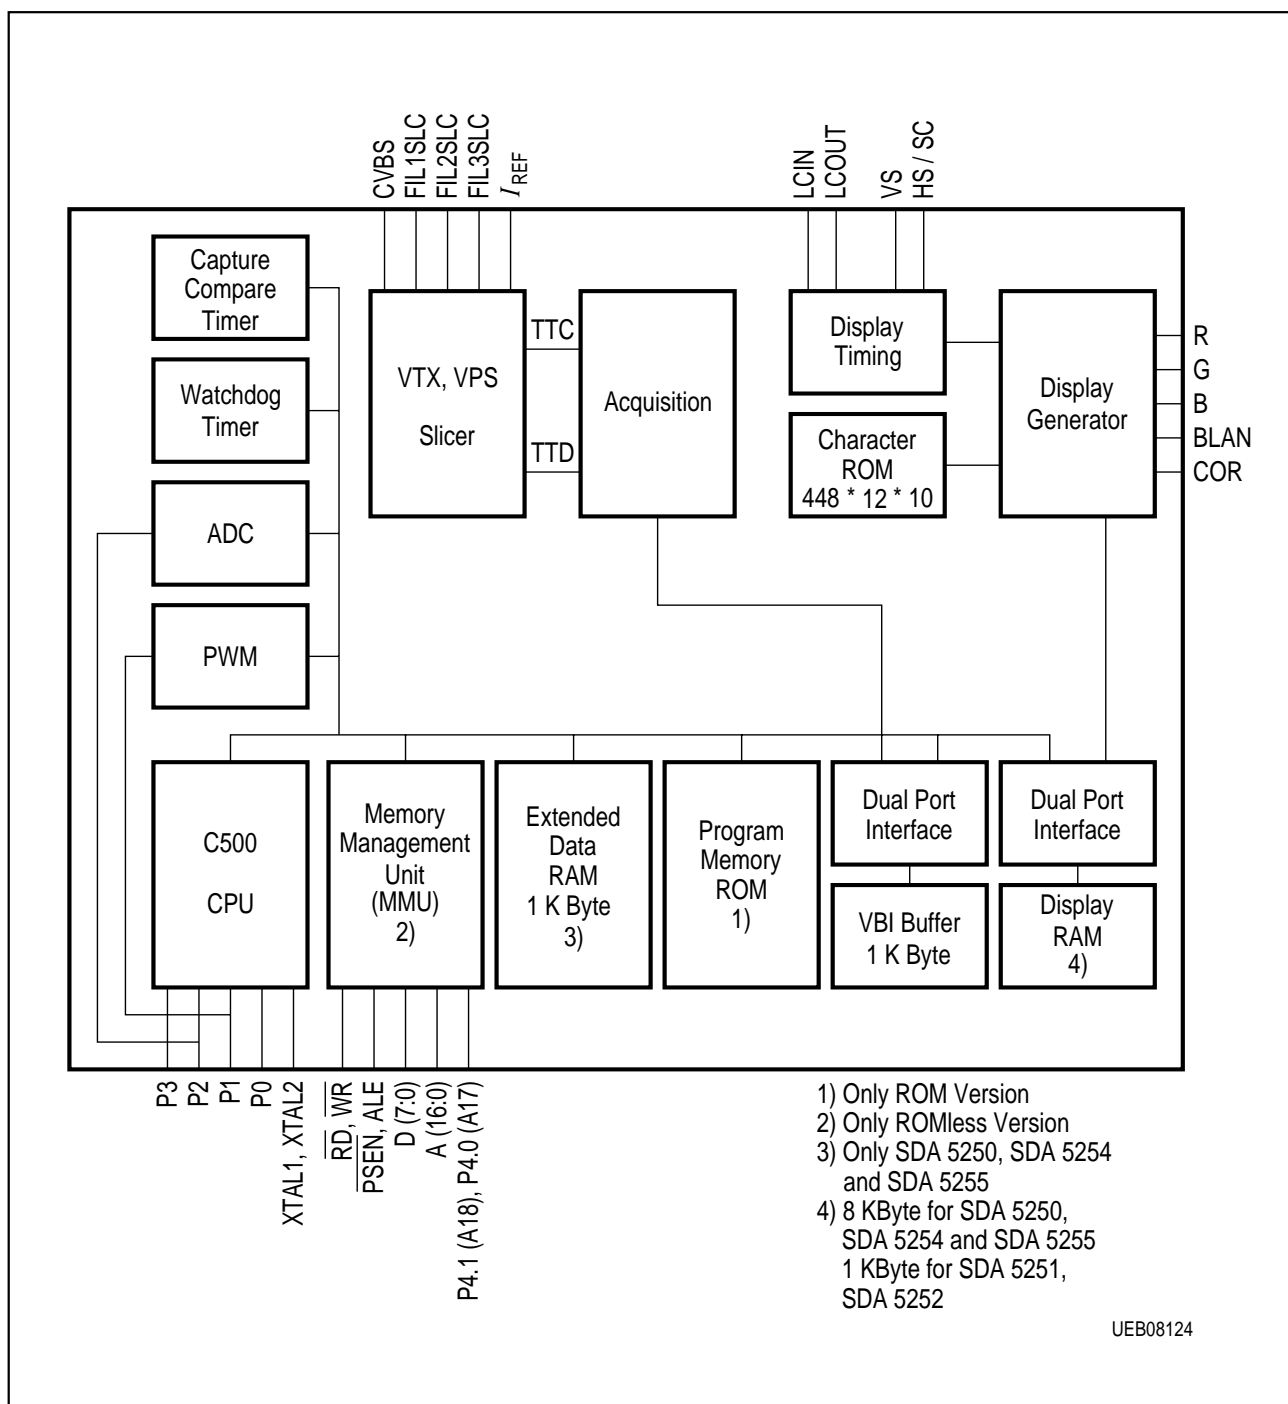 CVBS
FIL1SLC
FIL2SLC
FIL3SLC
I REF
LCIN
LCOUT
VS
HS / SC
Capture
Compare
Timer
Watchdog
Timer
ADC
PWM
VTX, VPS
Slicer
TTC
TTD
Acquisition
Display
Timing
Character
ROM
448 * 12 * 10
Display
Generator
R
G
B
BLAN
COR
C500
CPU
Memory
Management
Unit
(MMU)
2)
Extended
Data
RAM
1 K Byte
3)
Program
Memory
ROM
1)
Dual Port
Interface
VBI Buffer
1 K Byte
Dual Port
Interface
Display
RAM
4)
P3
P2
P1
P0
XTAL1, XTAL2
RD, WR
PSEN, ALE
D (7:0)
A (16:0)
P4.1 (A18), P4.0 (A17)
1) Only ROM Version
2) Only ROMless Version
3) Only SDA 5250, SDA 5254
and SDA 5255
4) 8 KByte for SDA 5250,
SDA 5254 and SDA 5255
1 KByte for SDA 5251,
SDA 5252
UEB08124